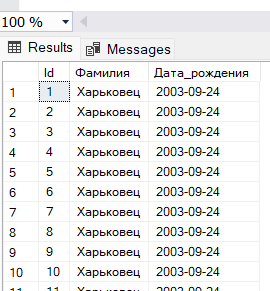 100 %
Results Messages
Id Фамилия Дата_рождения
1 1 Харьковец 2003-09-24
2 2 Харьковец 2003-09-24
3 3 Харьковец 2003-09-24
4 4 Харьковец 2003-09-24
5 5 Харьковец 2003-09-24
6 6 Харьковец 2003-09-24
7 7 Харьковец 2003-09-24
8 8 Харьковец 2003-09-24
9 9 Харьковец 2003-09-24
10 10 Харьковец 2003-09-24